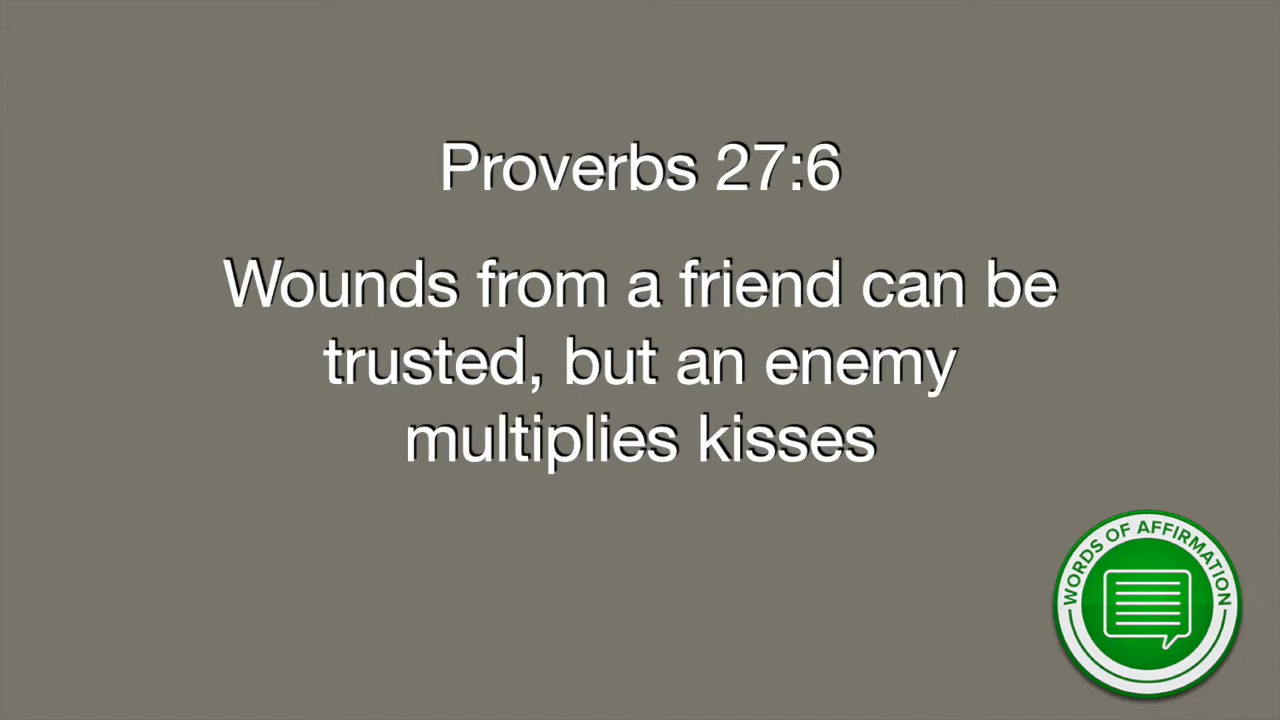 Proverbs 27:6
Wounds from a friend can be
trusted, but an enemy
multiplies kisses
WORDS OF AFFIRMATION